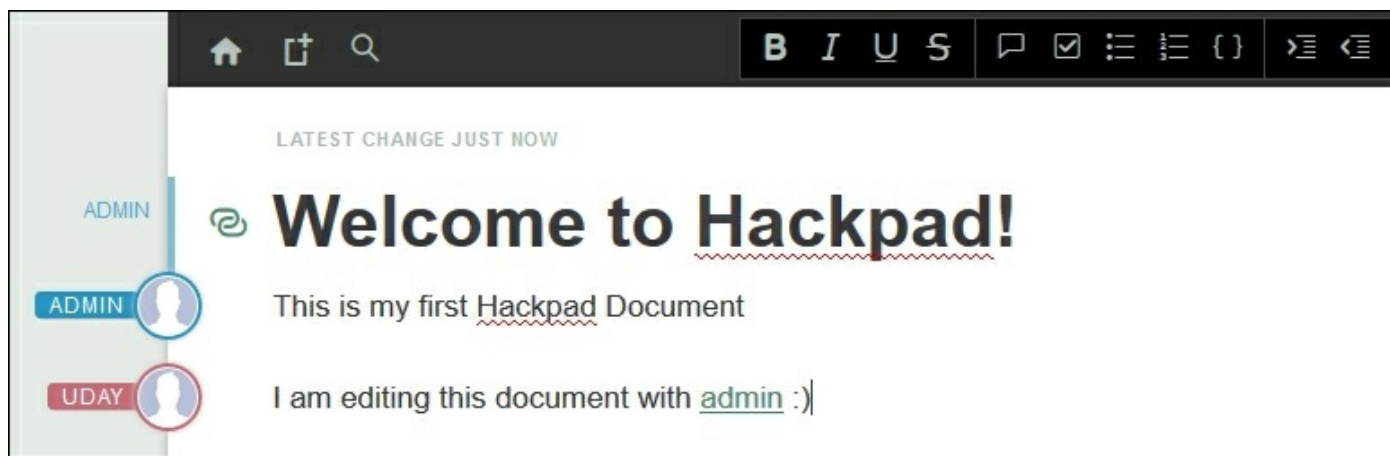 B I U S
LATEST CHANGE JUST NOW
ADMIN
Welcome to Hackpad!
ADMIN
This is my first Hackpad Document
UDAY
I am editing this document with admin :)